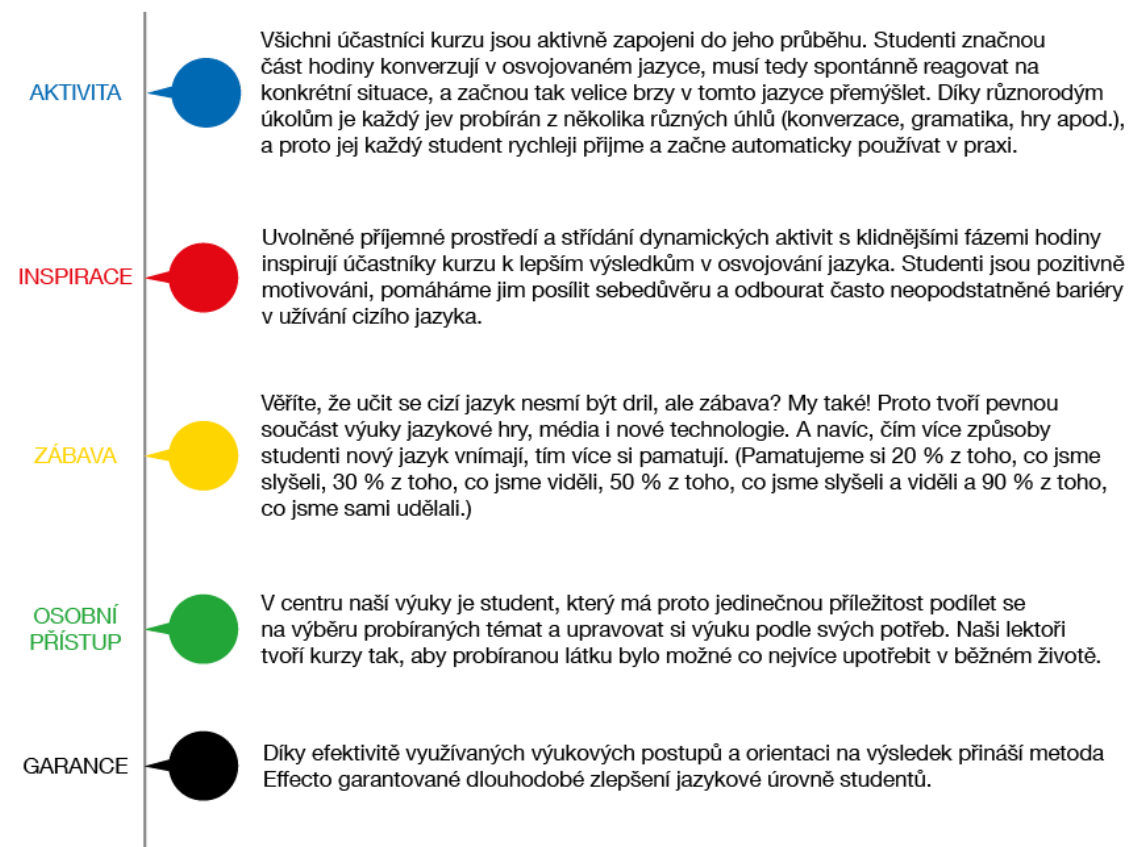 AKTIVITA
Všichni účastníci kurzu jsou aktivně zapojeni do jeho průběhu. Studenti značnou
část hodiny konverzují v osvojovaném jazyce, musí tedy spontánně reagovat na
konkrétní situace, a začnou tak velice brzy v tomto jazyce přemýšlet. Díky různorodým
úkolům je každý jev probírán z několika různých úhlů (konverzace, gramatika, hry apod.),
a proto jej každý student rychleji přijme a začne automaticky používat v praxi.
INSPIRACE
Uvolněné příjemné prostředí a střídání dynamických aktivit s klidnějšími fázemi hodiny
inspirují účastníky kurzu k lepším výsledkům v osvojování jazyka. Studenti jsou pozitivně
motivováni, pomáháme jim posílit sebedůvěru a odbourat často neopodstatněné bariéry
v užívání cizího jazyka.
ZÁBAVA
Věříte, že učit se cizí jazyk nesmí být dril, ale zábava? My také! Proto tvoří pevnou
součást výuky jazykové hry, média i nové technologie. A navíc, čím více způsoby
studenti nový jazyk vnímají, tím více si pamatují. (Pamatujeme si 20 % z toho, co jsme
slyšeli, 30 % z toho, co jsme viděli, 50 % z toho, co jsme slyšeli a viděli a 90 % z toho,
co jsme sami udělali.)
OSOBNÍ
PŘÍSTUP
V centru naší výuky je student, který má proto jedinečnou příležitost podílet se
na výběru probíraných témat a upravovat si výuku podle svých potřeb. Naši lektoři
tvoří kurzy tak, aby probíranou látku bylo možné co nejvíce upotřebit v běžném životě.
GARANCE
Díky efektivitě využívaných výukových postupů a orientaci na výsledek přináší metoda
Effecto garantované dlouhodobé zlepšení jazykové úrovně studentů.